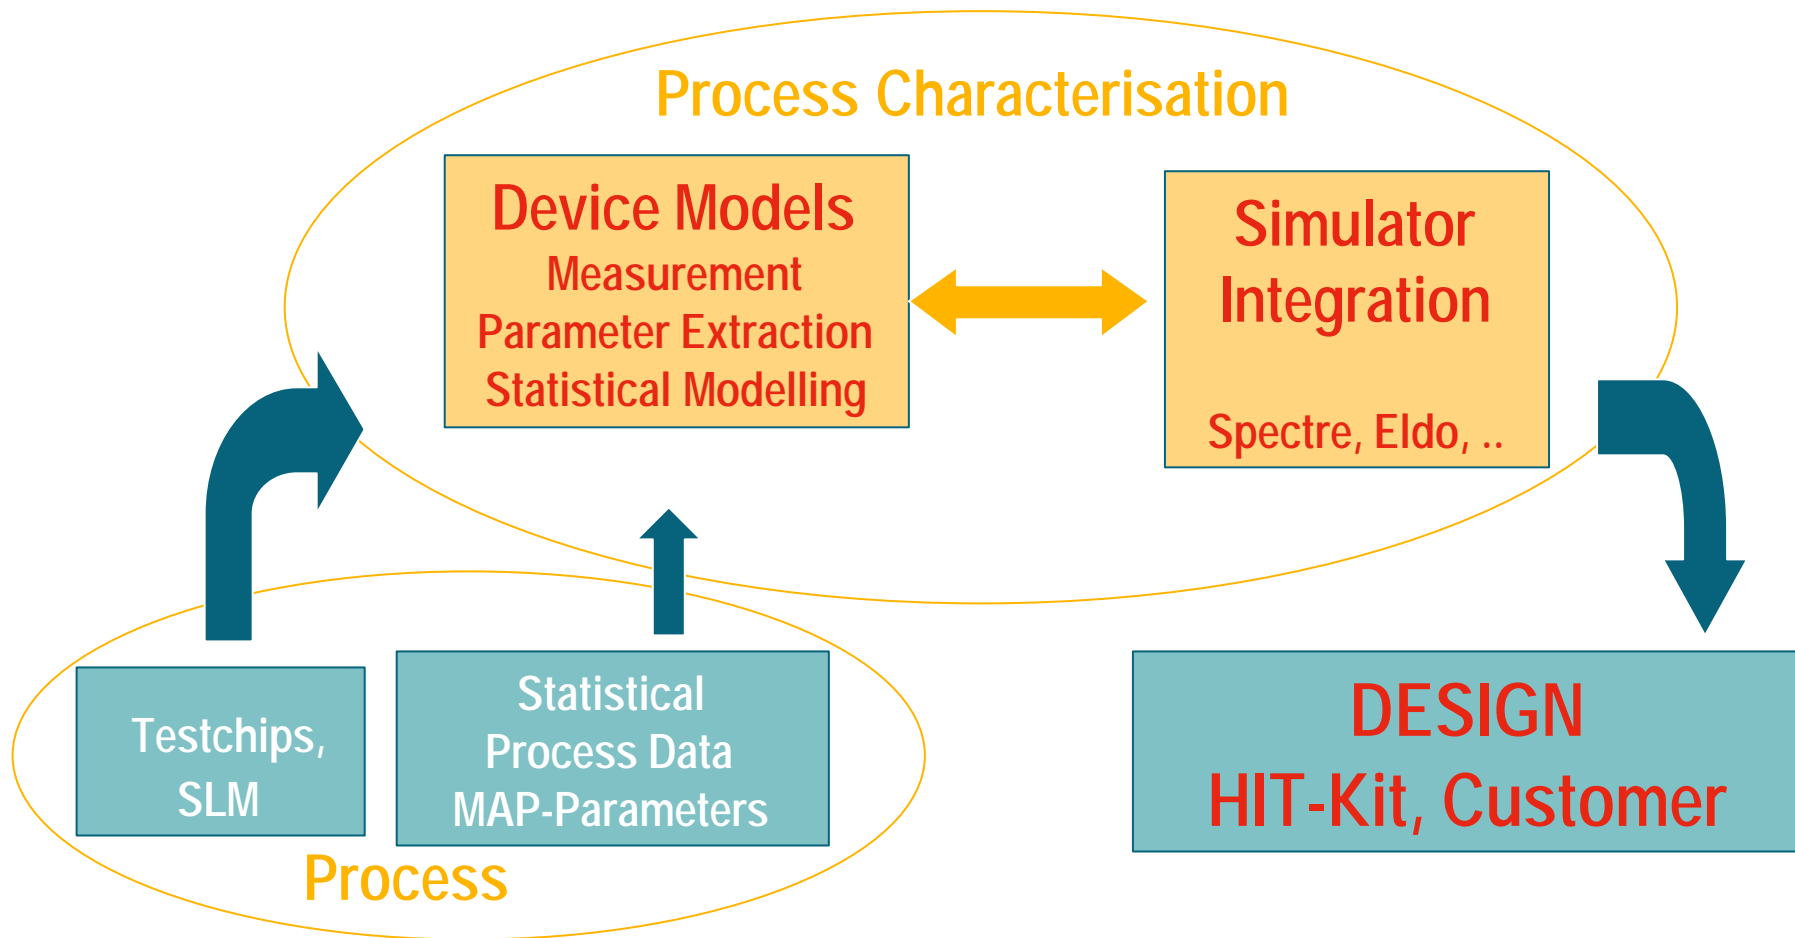 Process Characterisation
Device Models
Measurement
Parameter Extraction
Statistical Modelling
Simulator
Integration
Spectre, Eldo, ..
Testchips,
SLM
Statistical
Process Data
MAP-Parameters
Process
DESIGN
HIT-Kit, Customer